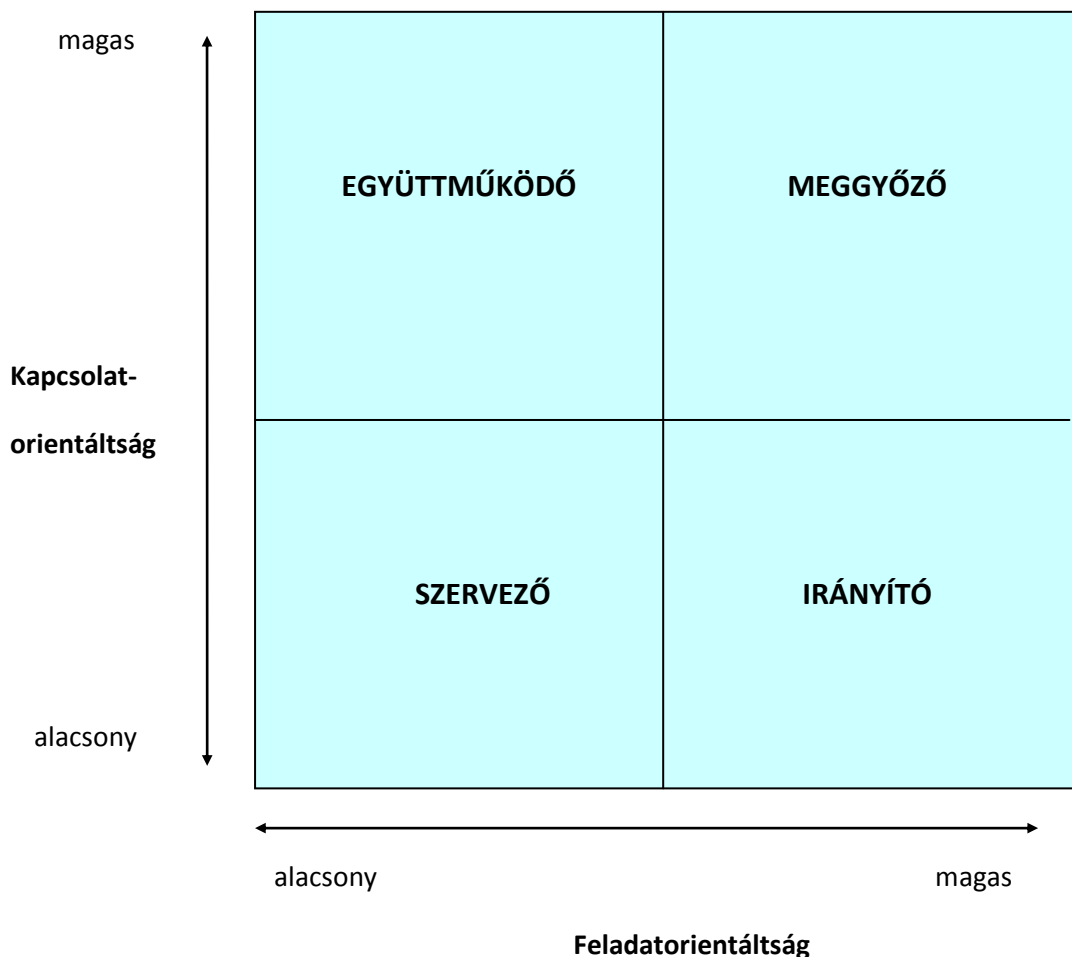 magas
EGYÜTTMŰKÖDŐ
MEGGYŐZŐ
Kapcsolat-
orientáltság
SZERVEZŐ
IRÁNYÍTÓ
alacsony
alacsony
magas
Feladatorientáltság